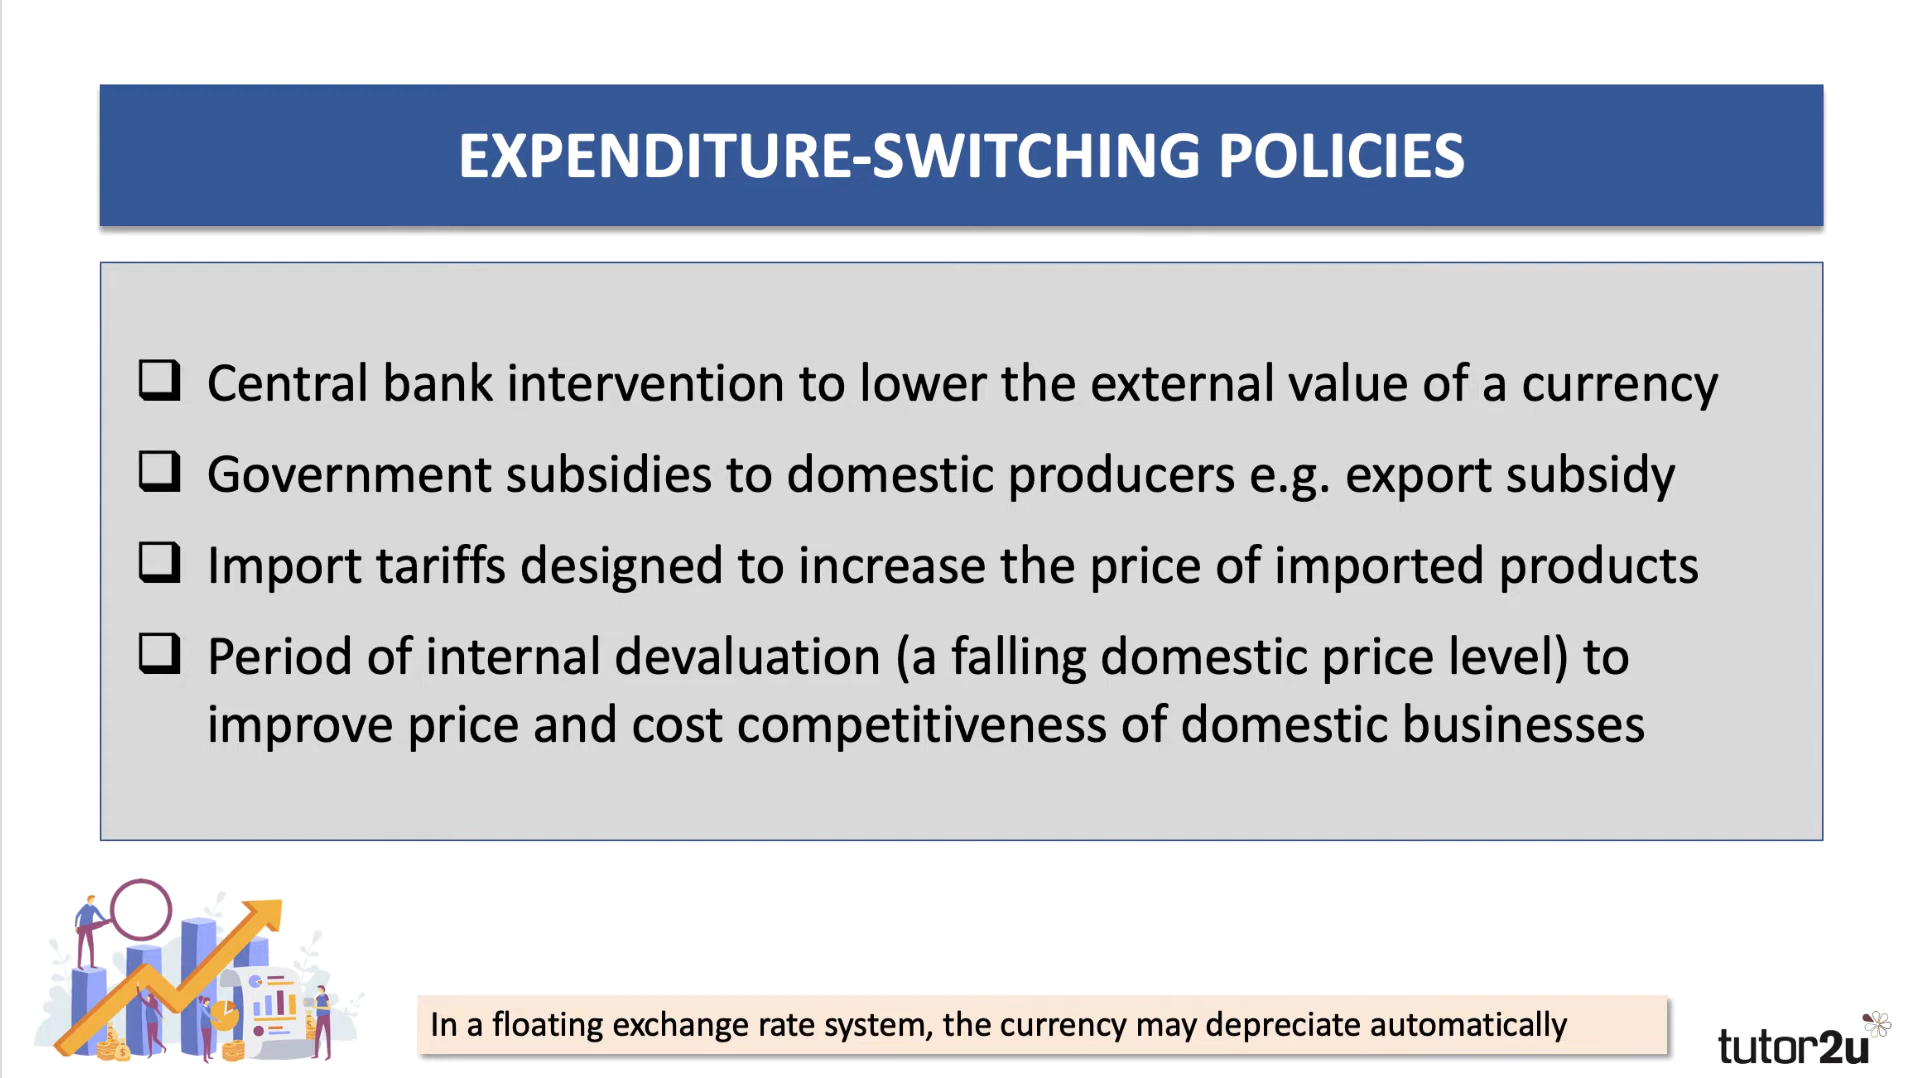 EXPENDITURE-SWITCHING POLICIES
Central bank intervention to lower the external value of a currency
Government subsidies to domestic producers e.g. export subsidy
Import tariffs designed to increase the price of imported products
Period of internal devaluation (a falling domestic price level) to
improve price and cost competitiveness of domestic businesses
In a floating exchange rate system, the currency may depreciate automatically
tutor2u